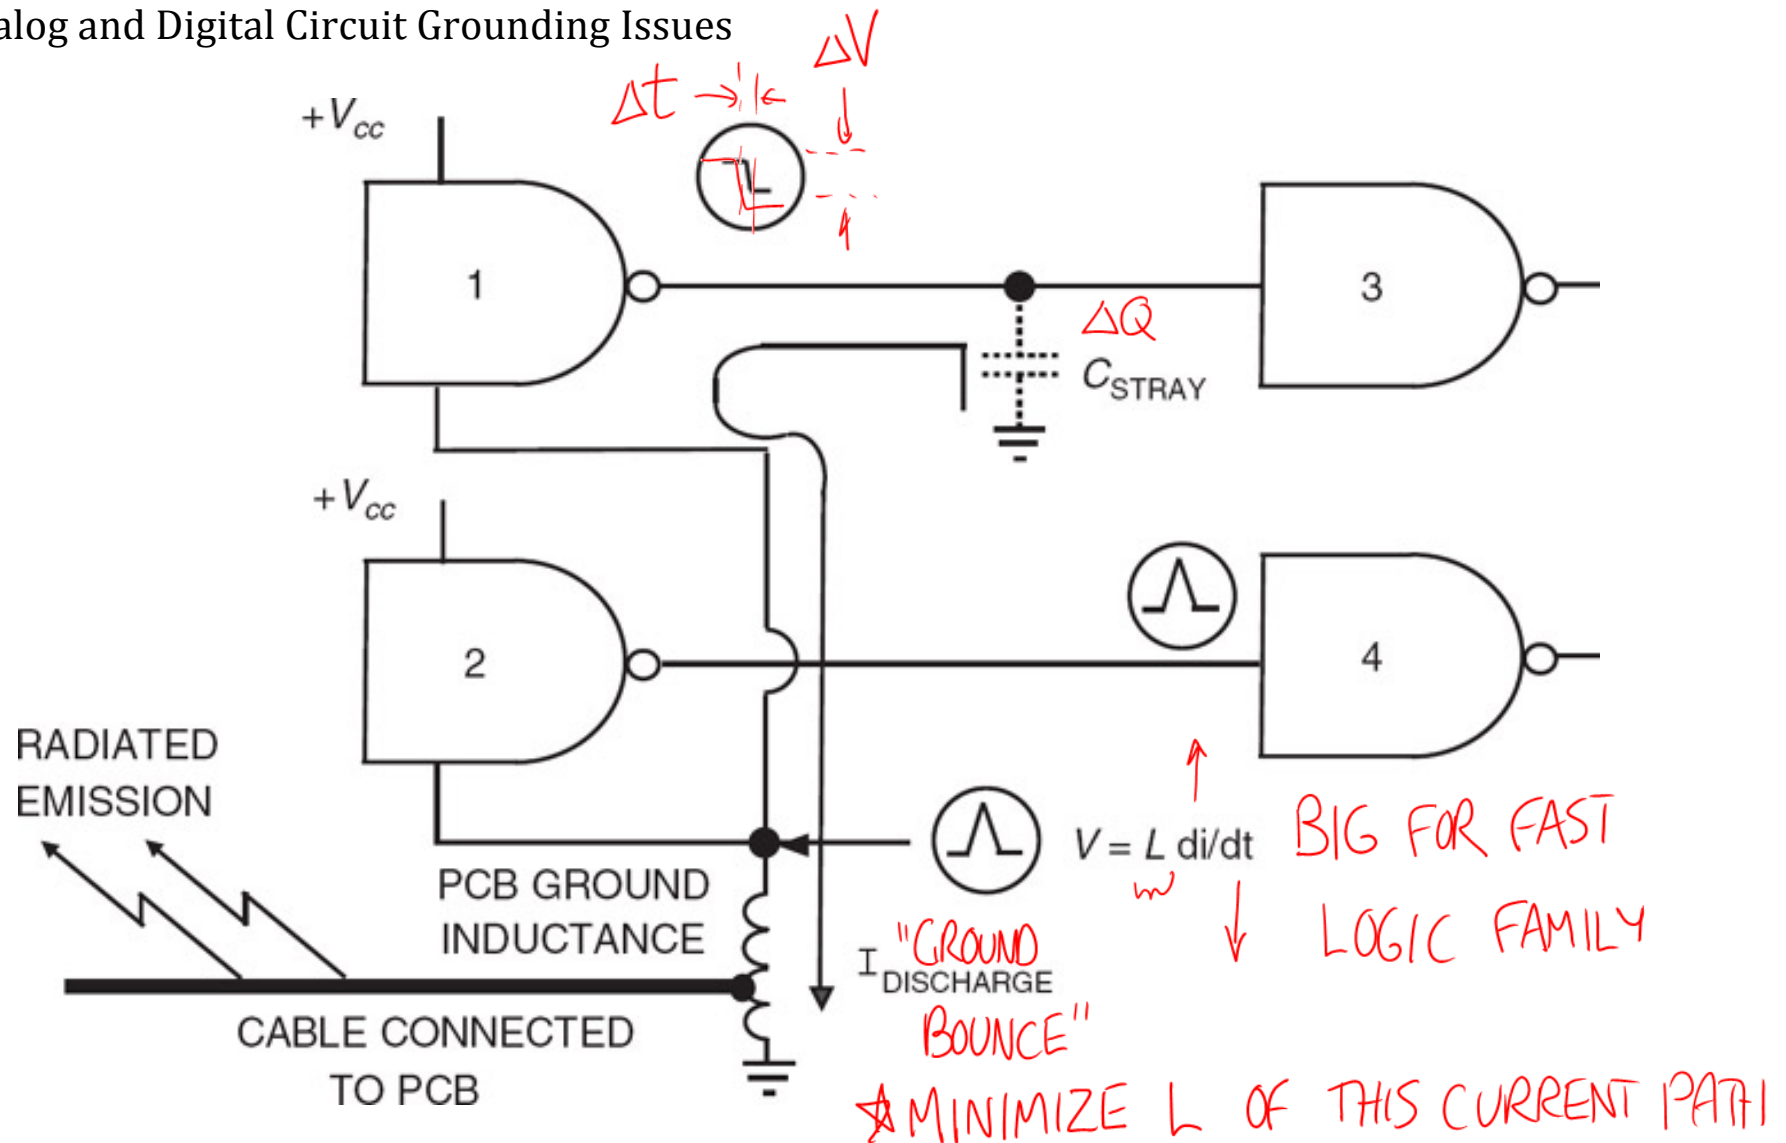 alog and Digital Circuit Grounding Issues
ΔV
Δt
+Vcc
1
3
ΔQ
CSTRAY
+Vcc
2
4
RADIATED
EMISSION
PCB GROUND
INDUCTANCE
V = L di/dt
BIG FOR FAST
LOGIC FAMILY
IDISCHARGE
"GROUND
BOUNCE"
CABLE CONNECTED
TO PCB
☆MINIMIZE L OF THIS CURRENT PATH